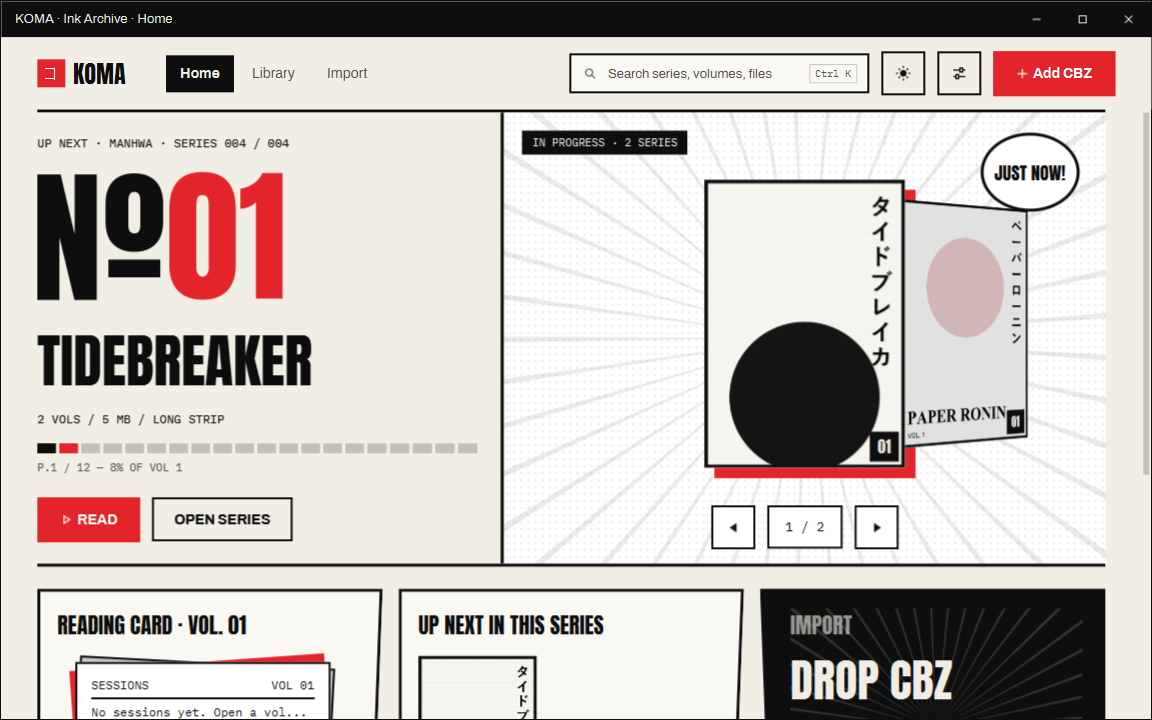 KOMA · Ink Archive · Home
KOMA
Home
Library
Import
Search series, volumes, files
Ctrl K
+ Add CBZ
UP NEXT · MANHWA · SERIES 004 / 004
Nº01
TIDEBREAKER
2 VOLS / 5 MB / LONG STRIP
P.1 / 12 — 8% OF VOL 1
READ
OPEN SERIES
IN PROGRESS · 2 SERIES
JUST NOW!
タイドブレイカ
01
ペーパーローニン
PAPER RONIN
VOL 1
01
1 / 2
READING CARD · VOL. 01
SESSIONS
VOL 01
No sessions yet. Open a vol...
UP NEXT IN THIS SERIES
タイドブ
IMPORT
DROP CBZ